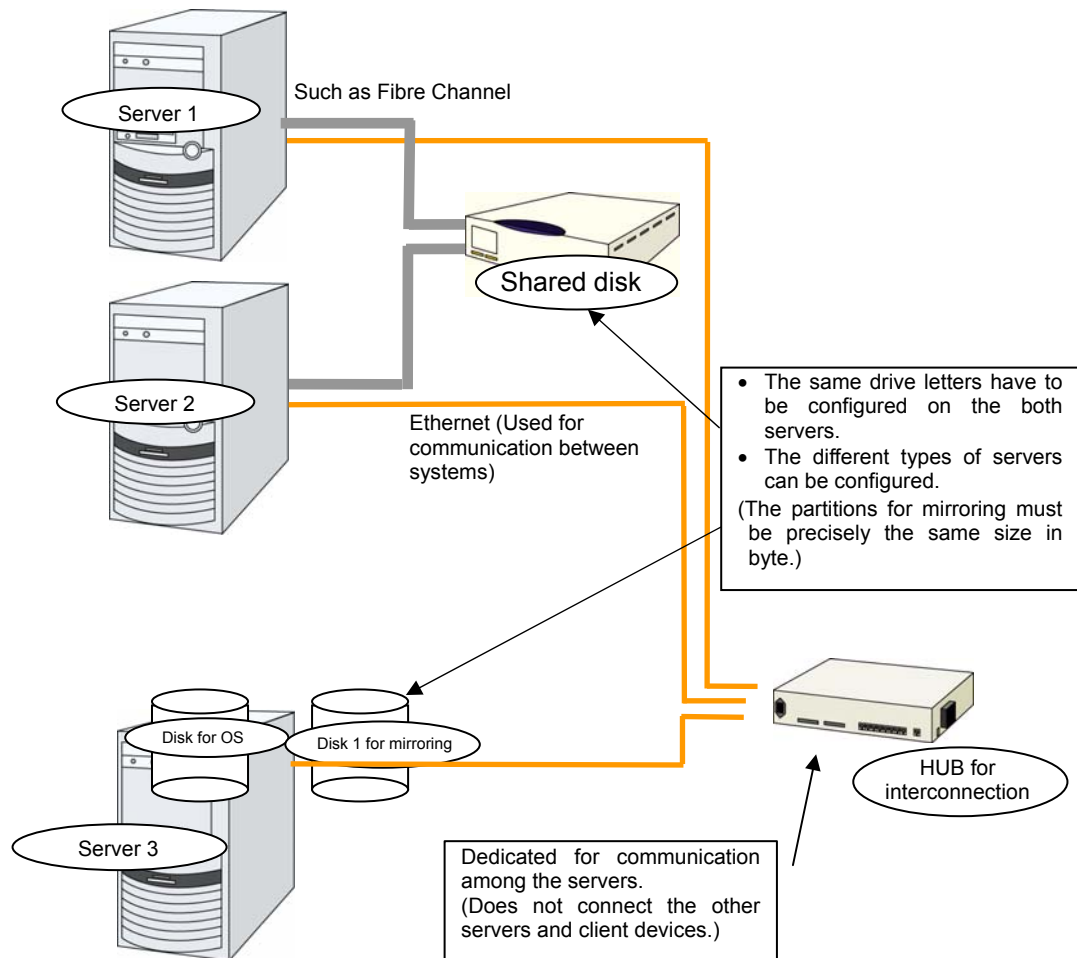 Such as Fibre Channel
Server 1
Shared disk
Server 2
Ethernet (Used for
communication between
systems)
• The same drive letters have to
be configured on the both
servers.
• The different types of servers
can be configured.
(The partitions for mirroring must
be precisely the same size in
byte.)
Disk for OS
Disk 1 for mirroring
HUB for
interconnection
Server 3
Dedicated for communication
among the servers.
(Does not connect the other
servers and client devices.)